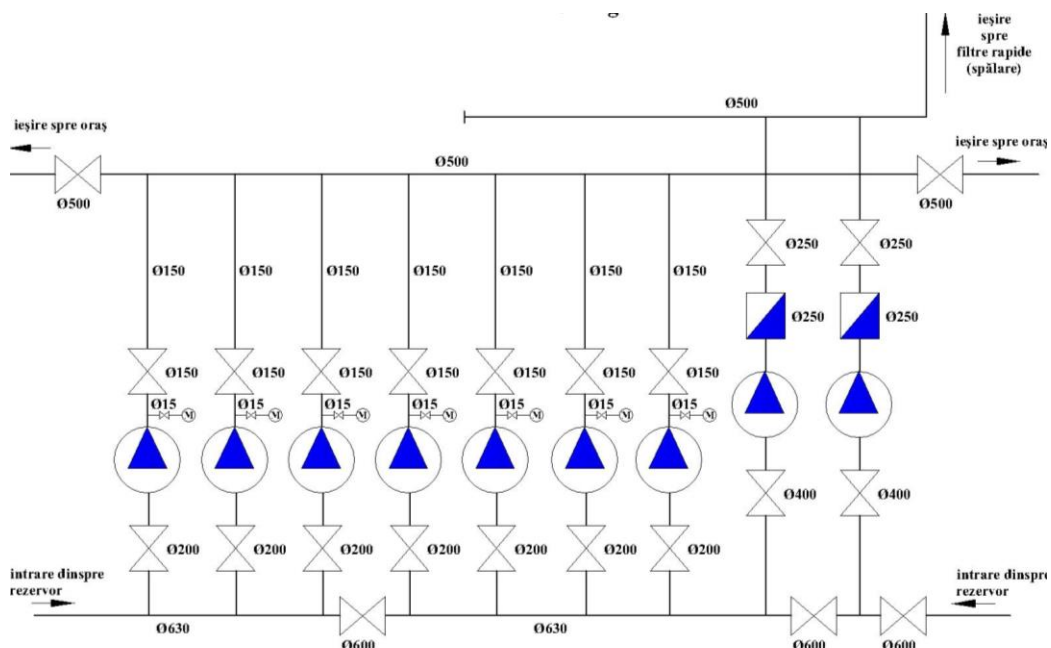 g
ieşire
spre
filtre rapide
(spălare)
Ø500
ieşire spre oraş
ieşire spre oraş
Ø500
Ø500
Ø500
Ø250
Ø250
Ø150
Ø150
Ø150
Ø150
Ø150
Ø150
Ø150
Ø250
Ø250
Ø150
Ø150
Ø150
Ø150
Ø150
Ø150
Ø150
Ø15
Ø15
Ø15
Ø15
Ø15
Ø15
Ø15
M
M
M
M
M
M
M
Ø400
Ø400
Ø200
Ø200
Ø200
Ø200
Ø200
Ø200
Ø200
intrare dinspre
rezervor
intrare dinspre
rezervor
Ø630
Ø600
Ø630
Ø600
Ø600